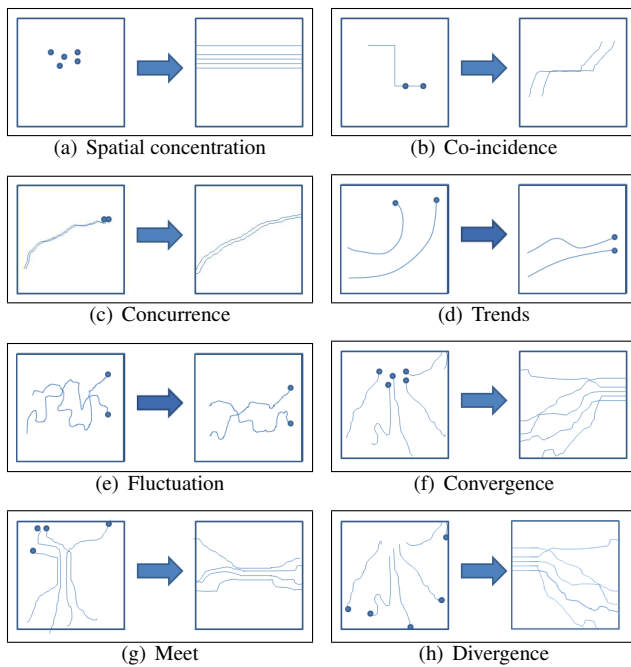 (a) Spatial concentration
(b) Co-incidence
(c) Concurrence
(d) Trends
(e) Fluctuation
(f) Convergence
(g) Meet
(h) Divergence